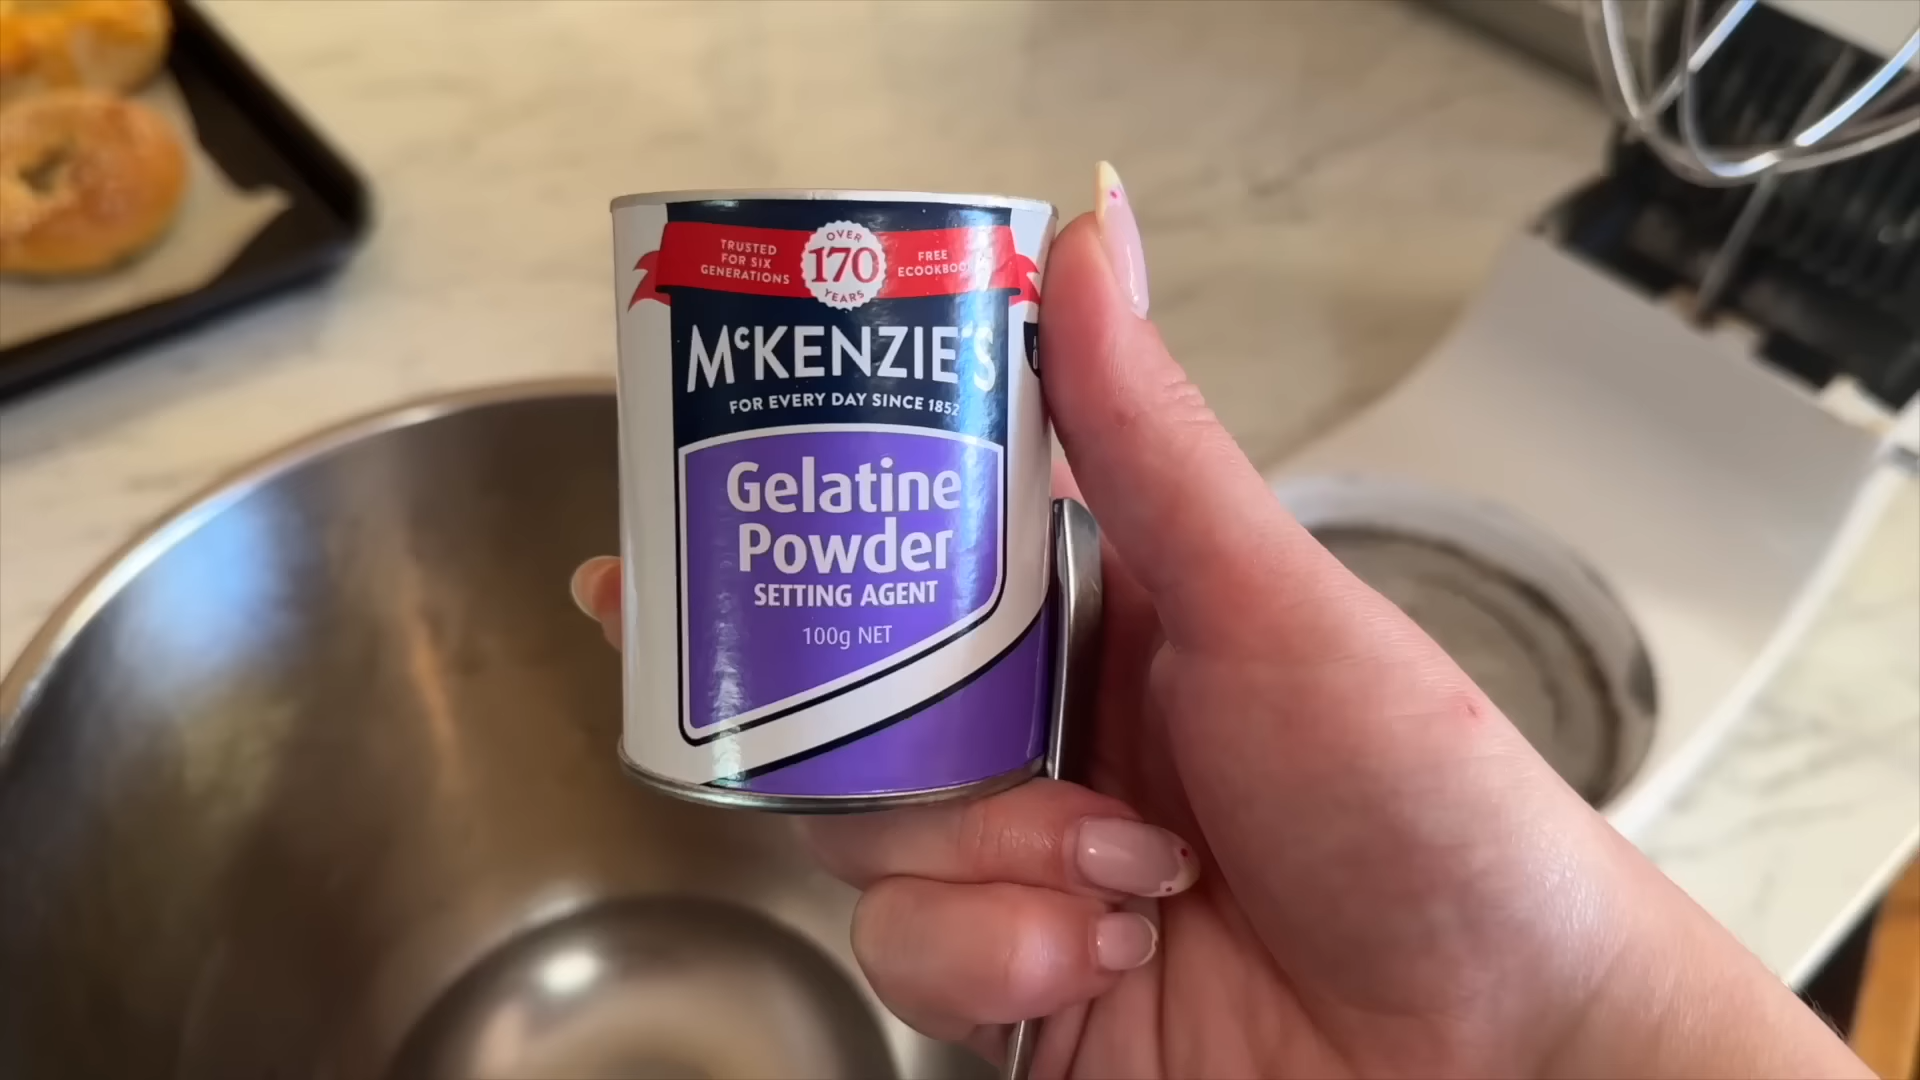 TRUSTED
FOR SIX
GENERATIONS
OVER
170
YEARS
FREE
McKENZIE'S
FOR EVERY DAY SINCE 1852
Gelatine
Powder
SETTING AGENT
100g NET